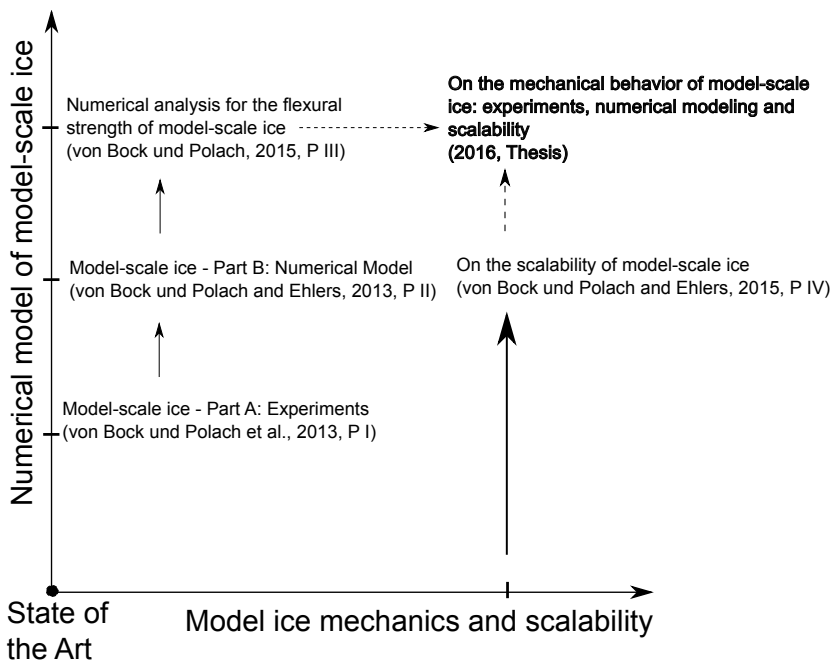 Numerical model of model-scale ice
Numerical analysis for the flexural
strength of model-scale ice
(von Bock und Polach, 2015, P III)
On the mechanical behavior of model-scale
ice: experiments, numerical modeling and
scalability
(2016, Thesis)
Model-scale ice - Part B: Numerical Model
(von Bock und Polach and Ehlers, 2013, P II)
On the scalability of model-scale ice
(von Bock und Polach and Ehlers, 2015, P IV)
Model-scale ice - Part A: Experiments
(von Bock und Polach et al., 2013, P I)
State of
the Art
Model ice mechanics and scalability